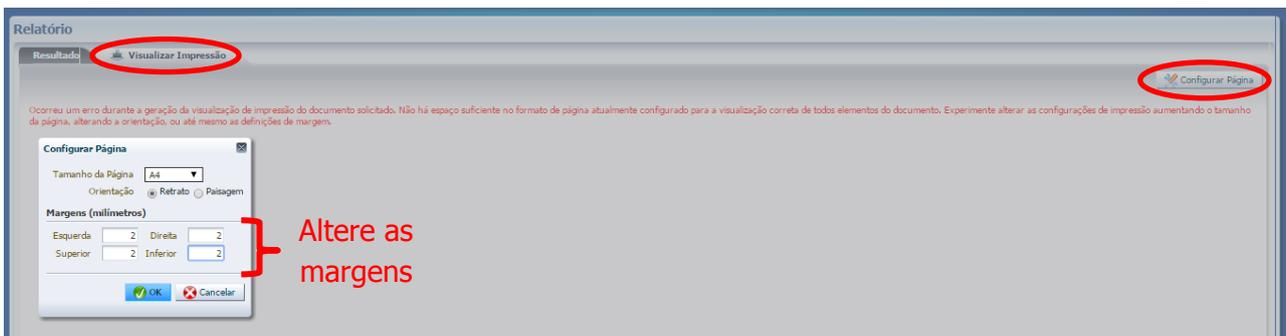 Relatório
Resultado Visualizar Impressão
Configurar Página
Ocorreu um erro durante a geração da visualização de impressão do documento solicitado. Não há espaço suficiente no formato de página atualmente configurado para a visualização correta de todos elementos do documento. Experimente alterar as configurações de impressão aumentando o tamanho
da página, alterando a orientação, ou até mesmo as definições de margem.
Configurar Página
Tamanho da Página A4
Orientação Retrato Paisagem
Margens (milímetros)
Esquerda 2 Direita 2
Superior 2 Inferior 2
OK Cancelar
Altere as
margens